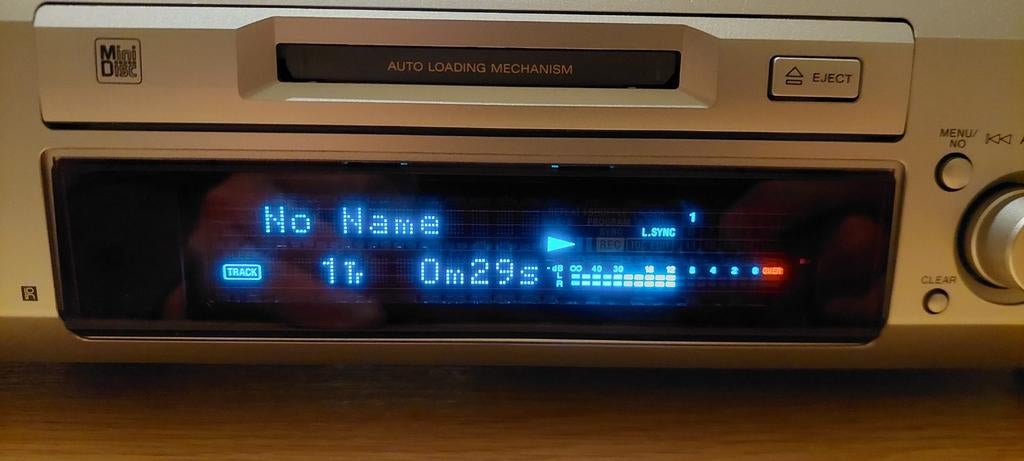 Mini Disc
AUTO LOADING MECHANISM
EJECT
MENU/
NO
No Name
1
L.SYNC
REC
TRACK 1Tr 0m29s
-dB ∞ 40 30 18 12 8 4 2 0 OVER
L
R
CLEAR
R